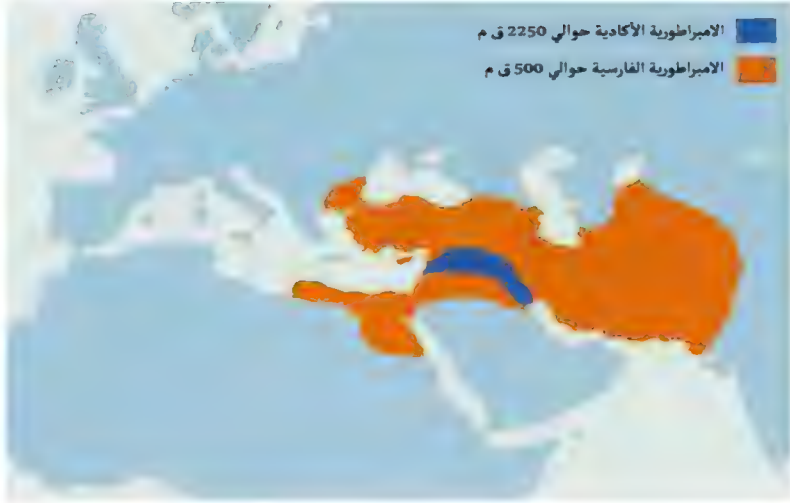 الامبراطورية الأكادية حوالي 2250 ق م
الامبراطورية الفارسية حوالي 500 ق م